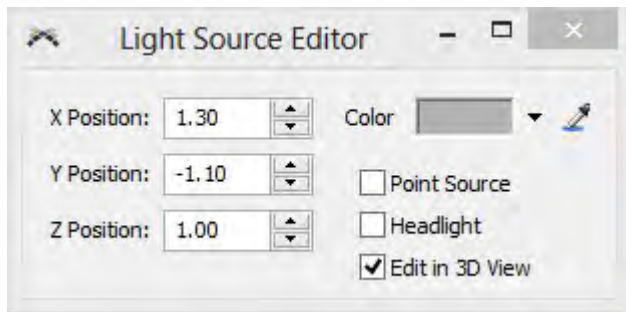 Light Source Editor
X Position: 1.30 Color
Y Position: -1.10 Point Source
Z Position: 1.00 Headlight
Edit in 3D View